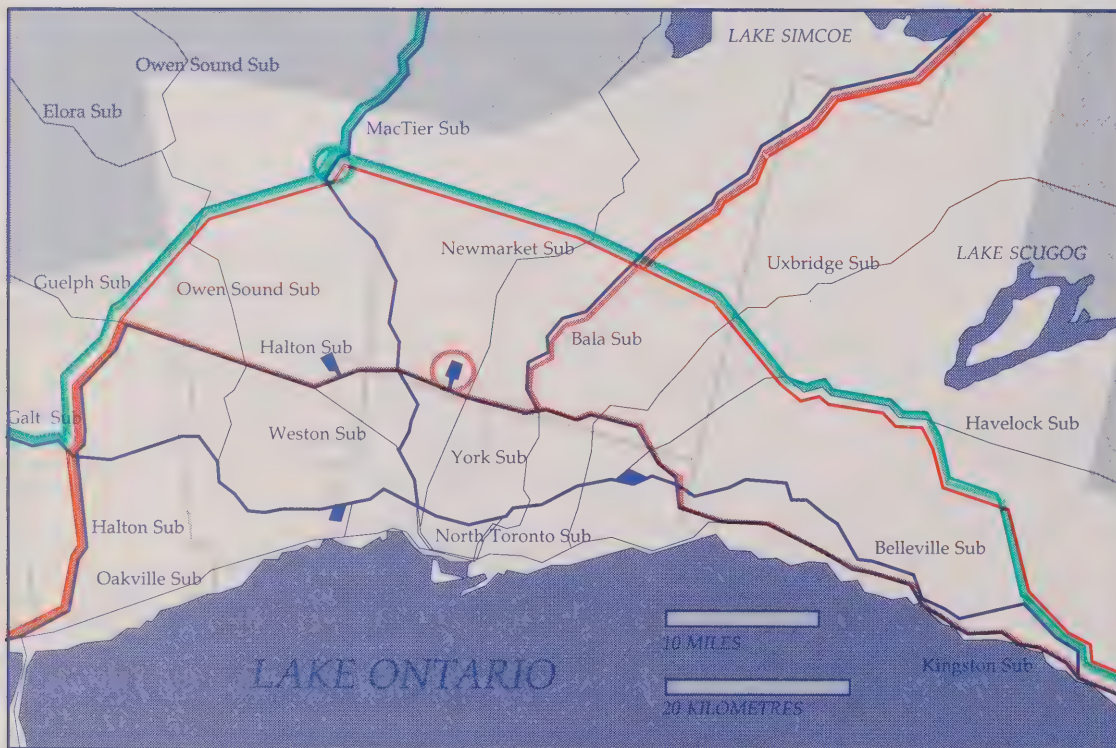 LAKE SIMCOE
Owen Sound Sub
Elora Sub
MacTier Sub
Newmarket Sub
Uxbridge Sub
LAKE SCUGOG
Guelph Sub
Owen Sound Sub
Halton Sub
Bala Sub
Galt Sub
Weston Sub
York Sub
Havelock Sub
Halton Sub
North Toronto Sub
Belleville Sub
Oakville Sub
10 MILES
Kingston Sub
LAKE ONTARIO
20 KILOMETRES